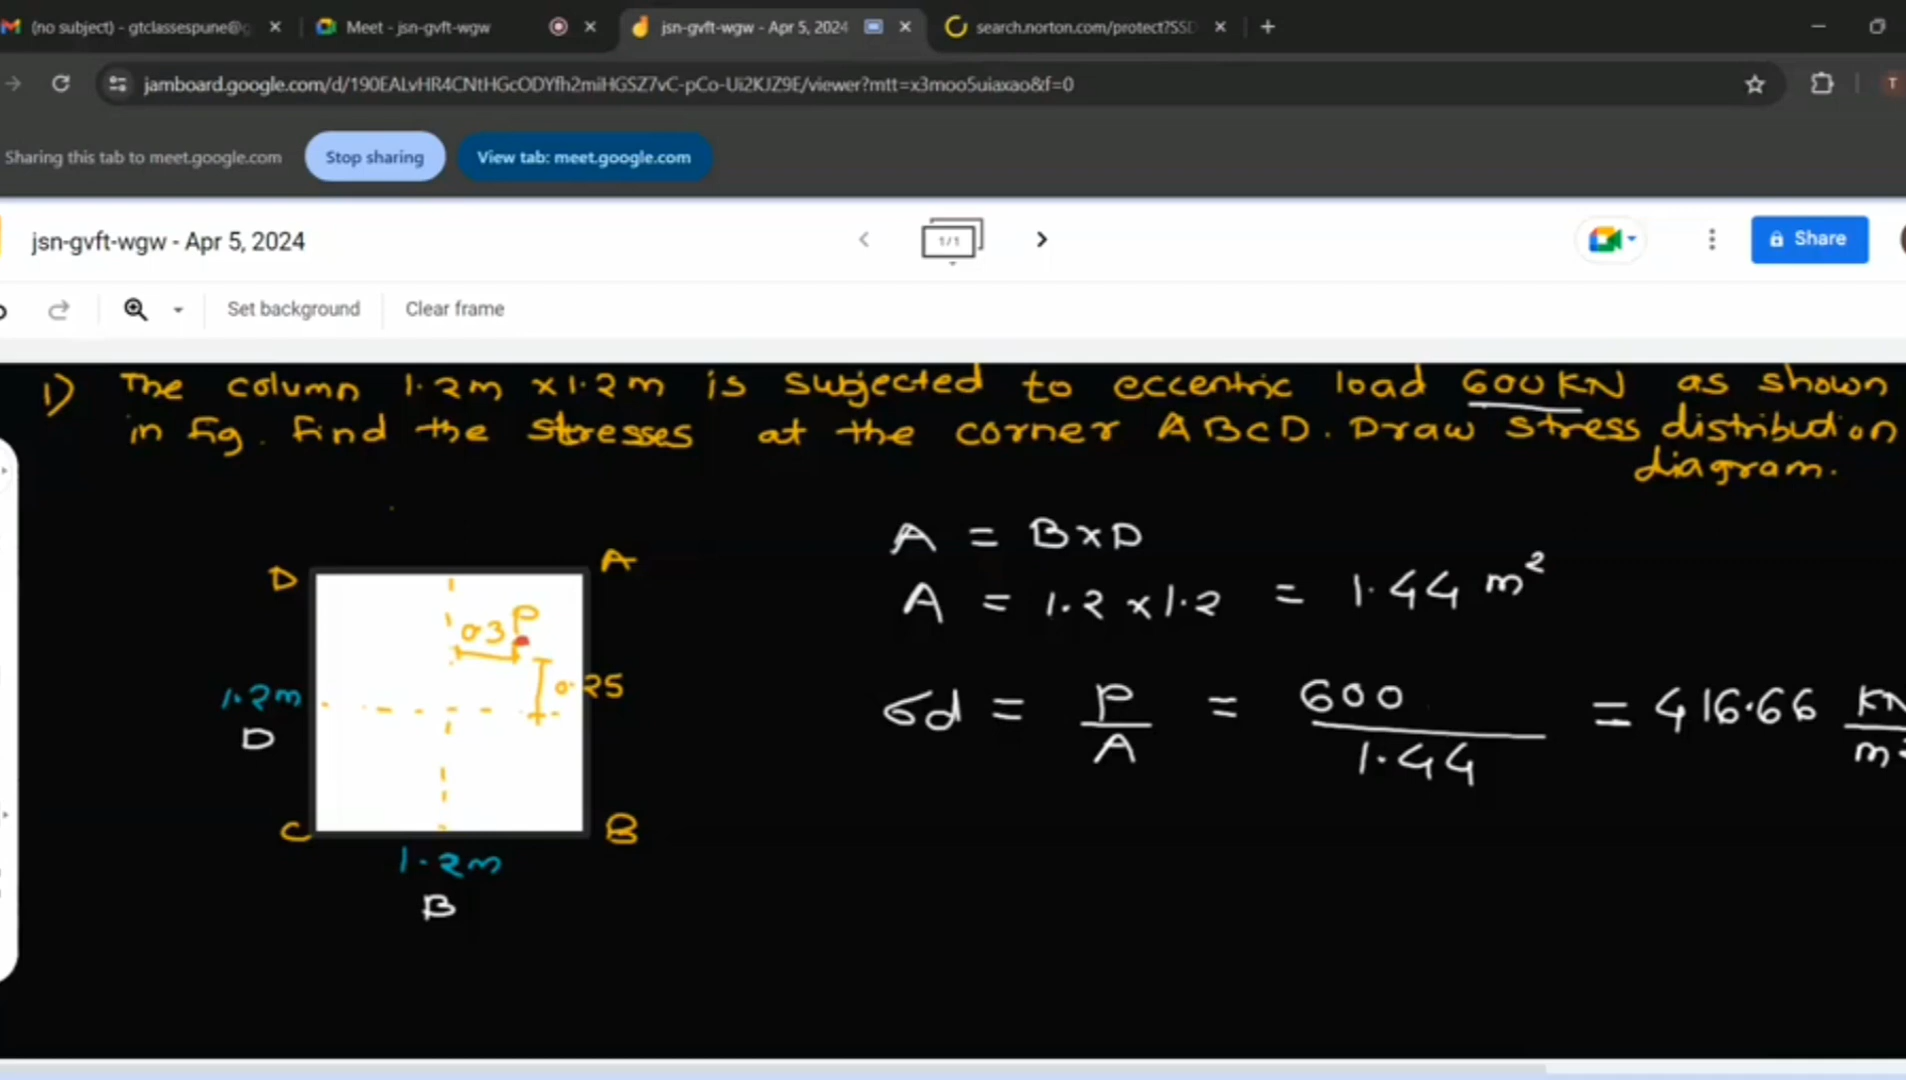 (no subject) - gtclassespune@g
Meet - jsn-gvft-wgw
jsn-gvft-wgw - Apr 5, 2024
search.norton.com/protect?SSD
jamboard.google.com/d/190EALvHR4CNtHGcODYfh2miHGSZ7vC-pCo-Ui2KJZ9E/viewer?mtt=x3moo5uiaxao&f=0
T
Sharing this tab to meet.google.com
Stop sharing
View tab: meet.google.com
jsn-gvft-wgw - Apr 5, 2024
1/1
Share
Set background
Clear frame
1) The column 1.2m x1.2m is subjected to eccentric load 600KN as shown
in fig. Find the stresses at the corner ABCD. Draw stress distribution
diagram.
A = B×D
A = 1.2 ×1.2 = 1.44 m²
σd = P/A = 600/1.44 = 416.66 KN/m²
D
A
P
0.3
0.25
1.2m
D
C
B
1.2m
B